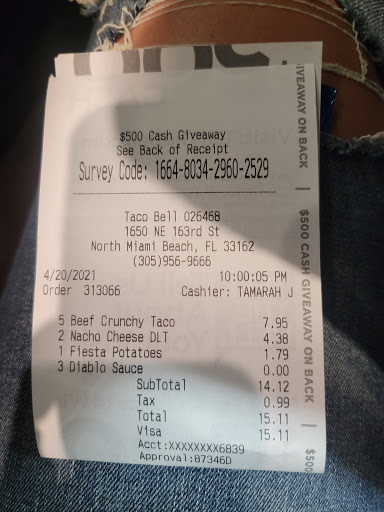 $500 Cash Giveaway
See Back of Receipt
Survey Code: 1664-8034-2960-2529
Taco Bell 026468
1650 NE 163rd St
North Miami Beach, FL 33162
(305)956-9666
4/20/2021 10:00:05 PM
Order 313066 Cashier: TAMARAH J
5 Beef Crunchy Taco 7.95
2 Nacho Cheese DLT 4.38
1 Fiesta Potatoes 1.79
3 Diablo Sauce 0.00
SubTotal 14.12
Tax 0.99
Total 15.11
Visa 15.11
Acct:XXXXXXXX6839
Approval:87346D
IVEAWAY ON BACK | $500 CASH GIVEAWAY ON BACK | $500